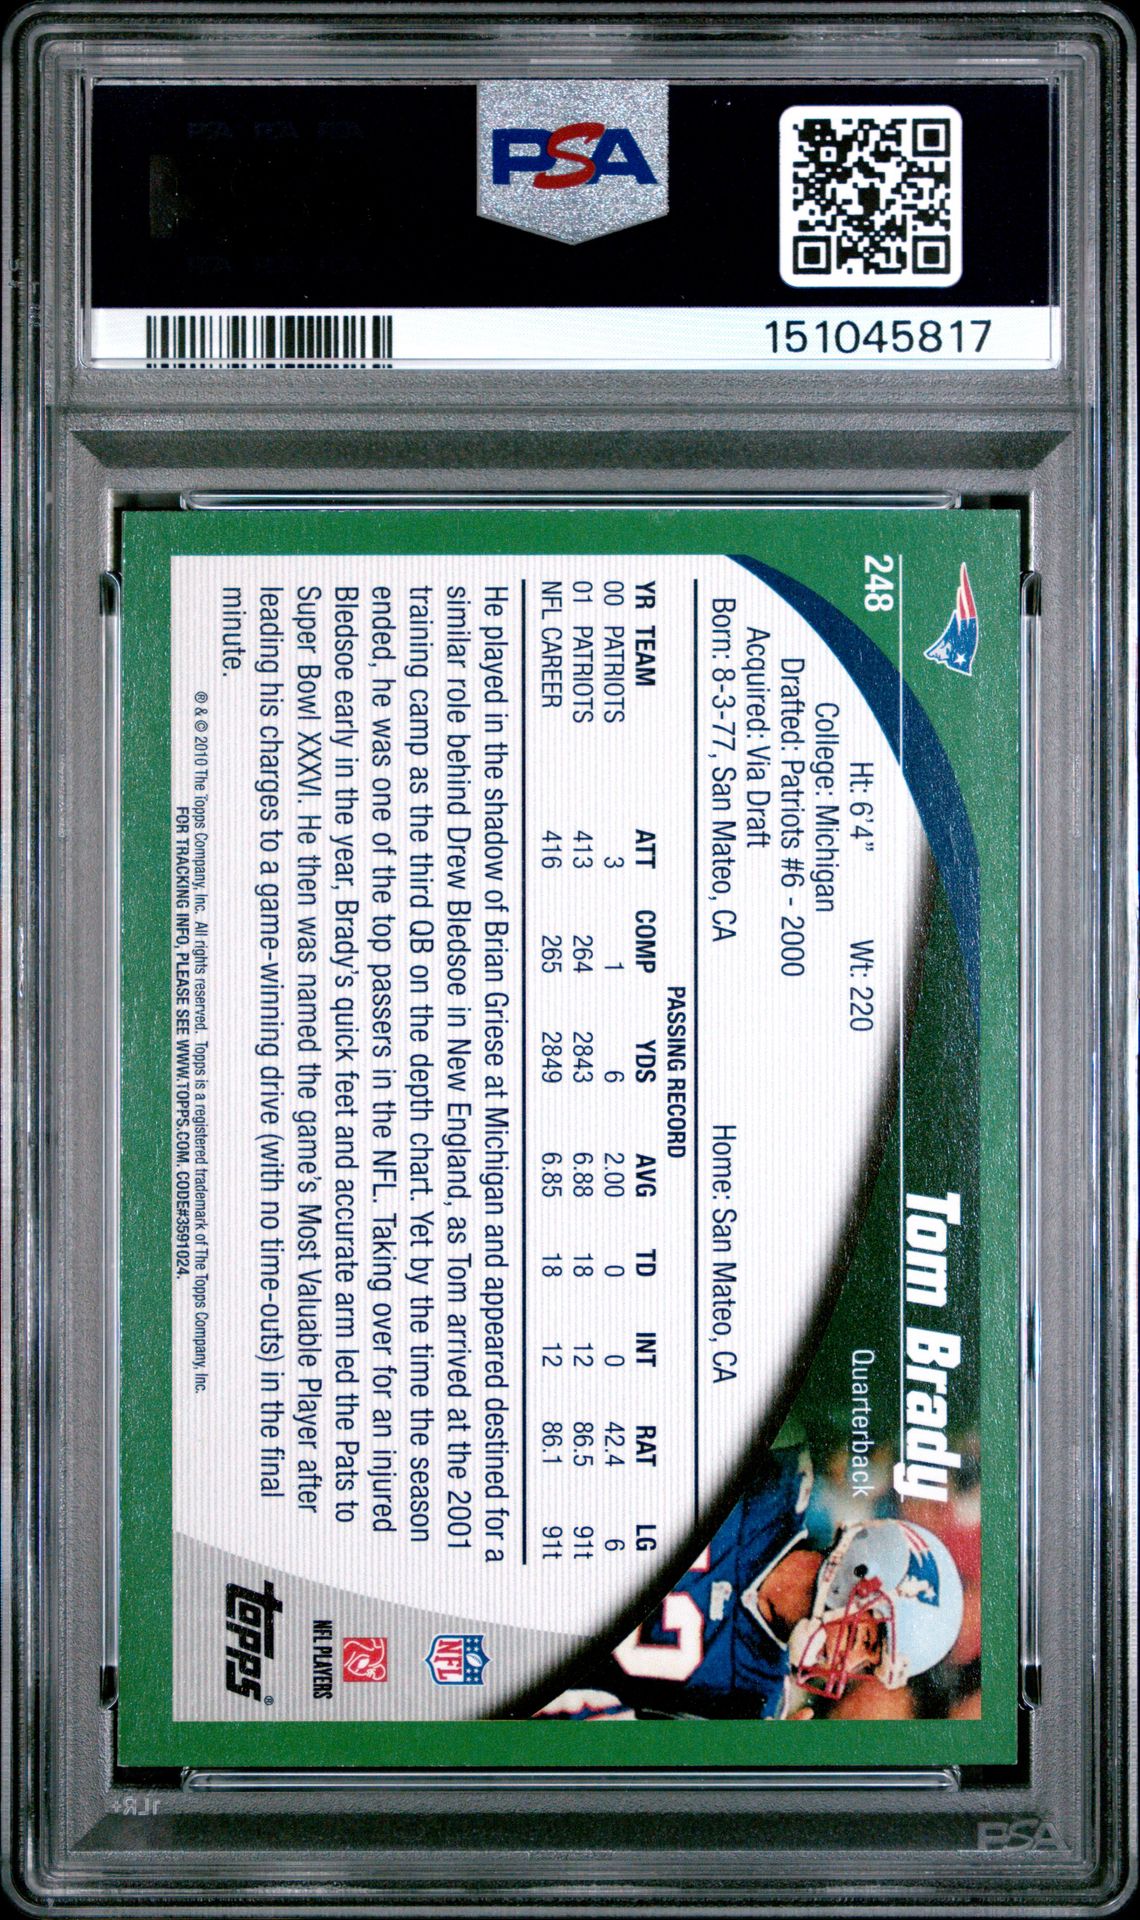 PSA
151045817
248
Tom Brady
Quarterback
Ht: 6'4" Wt: 220
College: Michigan
Drafted: Patriots #6 - 2000
Acquired: Via Draft
Born: 8-3-77, San Mateo, CA Home: San Mateo, CA
PASSING RECORD
YR TEAM ATT COMP YDS AVG TD INT RAT LG
00 PATRIOTS 3 1 6 2.00 0 0 42.4 6
01 PATRIOTS 413 264 2843 6.88 18 12 86.5 91t
NFL CAREER 416 265 2849 6.85 18 12 86.1 91t
He played in the shadow of Brian Griese at Michigan and appeared destined for a
similar role behind Drew Bledsoe in New England, as Tom arrived at the 2001
training camp as the third QB on the depth chart. Yet by the time the season
ended, he was one of the top passers in the NFL. Taking over for an injured
Bledsoe early in the year, Brady's quick feet and accurate arm led the Pats to
Super Bowl XXXVI. He then was named the game's Most Valuable Player after
leading his charges to a game-winning drive (with no time-outs) in the final
minute.
® & © 2010 The Topps Company, Inc. All rights reserved. Topps is a registered trademark of The Topps Company, Inc.
FOR TRACKING INFO, PLEASE SEE WWW.TOPPS.COM. CODE#3591024.
NFL
NFL PLAYERS
Topps®
PSA